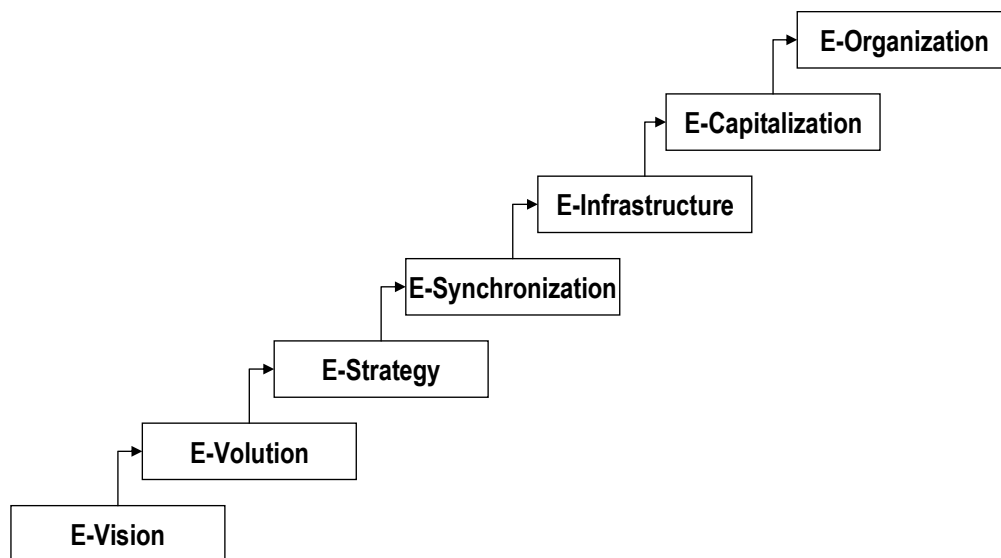 E-Organization
E-Capitalization
E-Infrastructure
E-Synchronization
E-Strategy
E-Volution
E-Vision